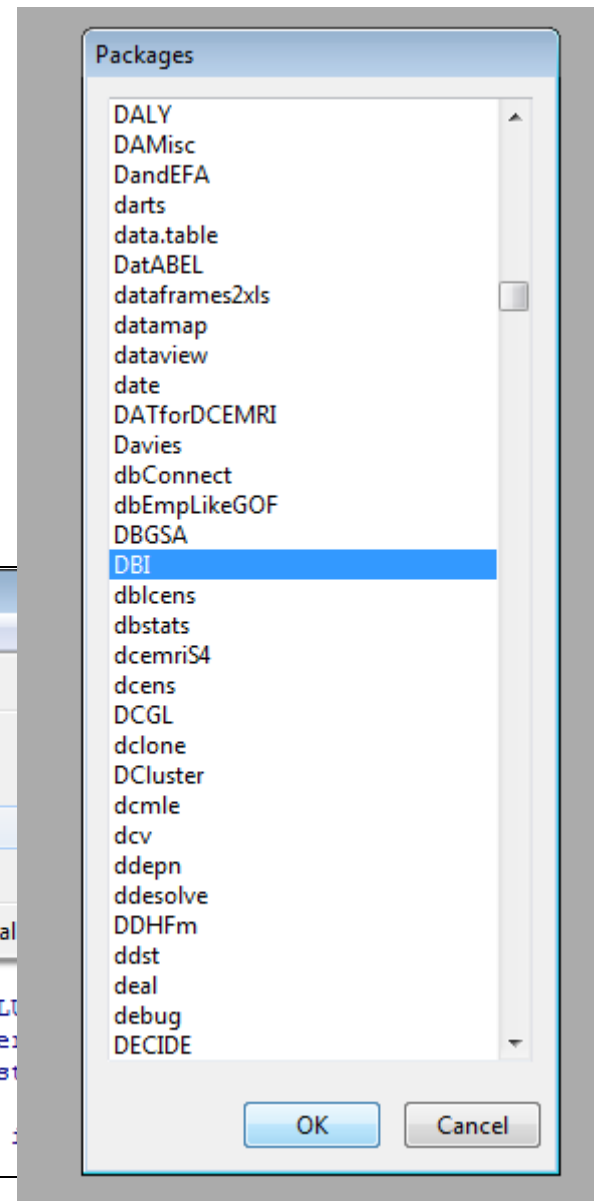 Packages
DALY
DAMisc
DandEFA
darts
data.table
DatABEL
dataframes2xls
datamap
dataview
date
DATforDCEMRI
Davies
dbConnect
dbEmpLikeGOF
DBGSA
DBI
dblcens
dbstats
dcemriS4
dcens
DCGL
dclone
DCluster
dcmle
dcv
ddepn
ddesolve
DDHFm
ddst
deal
debug
DECIDE
OK Cancel
al